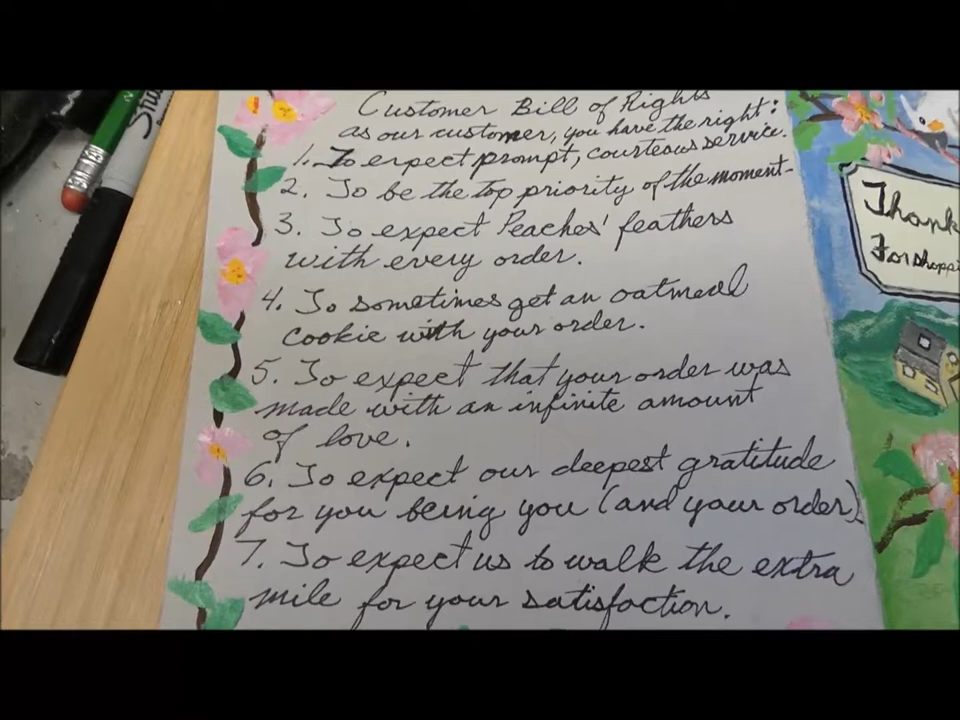 Customer Bill of Rights
as our customer, you have the right:
1. To expect prompt, courteous service.
2. To be the top priority of the moment.
3. To expect Peaches' feathers
with every order.
4. To sometimes get an oatmeal
cookie with your order.
5. To expect that your order was
made with an infinite amount
of love.
6. To expect our deepest gratitude
for you being you (and your order).
7. To expect us to walk the extra
mile for your satisfaction.
Thank
For shoppi